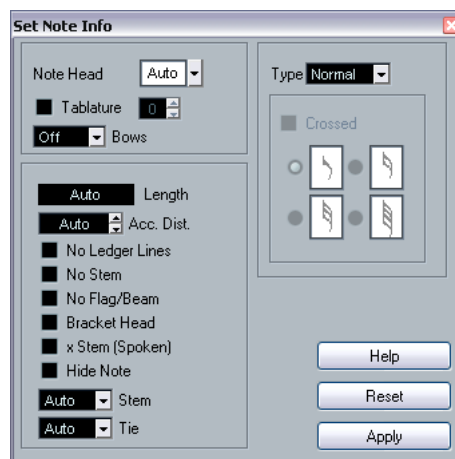 Set Note Info
Note Head Auto
Tablature 0
Off Bows
Auto Length
Auto Acc. Dist.
No Ledger Lines
No Stem
No Flag/Beam
Bracket Head
x Stem (Spoken)
Hide Note
Auto Stem
Auto Tie
Type Normal
Crossed
Help
Reset
Apply